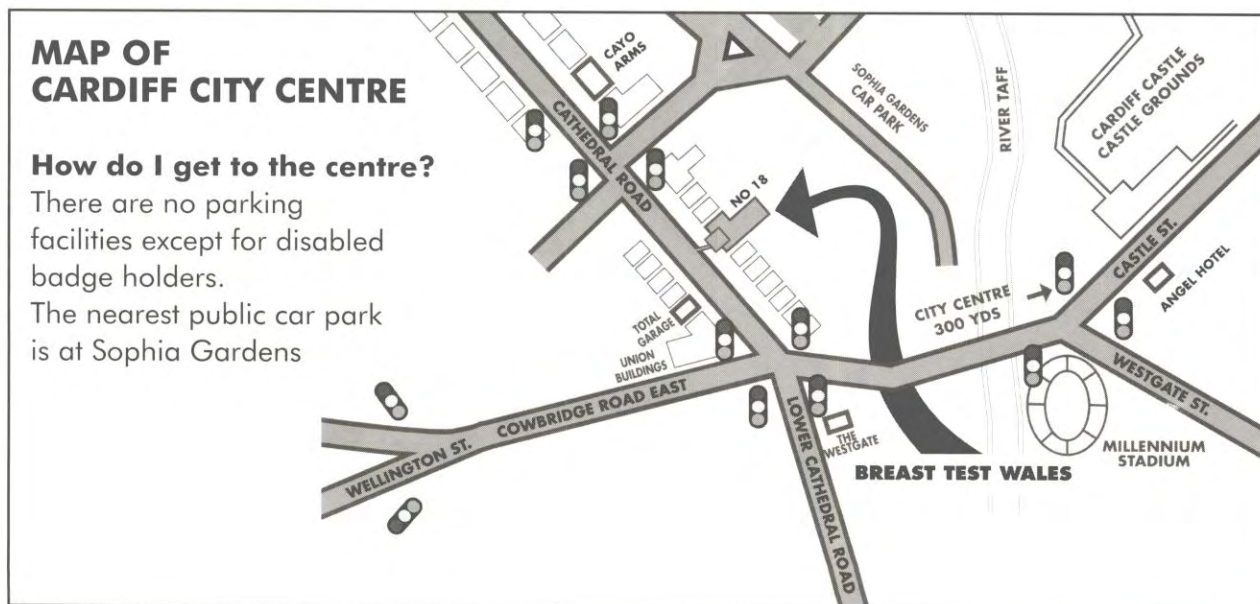 MAP OF
CARDIFF CITY CENTRE
How do I get to the centre?
There are no parking
facilities except for disabled
badge holders.
The nearest public car park
is at Sophia Gardens
CAYO
ARMS
CATHEDRAL ROAD
NO 18
SOPHIA GARDENS
CAR PARK
RIVER TAFF
CARDIFF CASTLE
CASTLE GROUNDS
CASTLE ST.
ANGEL HOTEL
CITY CENTRE
300 YDS
TOTAL
GARAGE
UNION
BUILDINGS
COWBRIDGE ROAD EAST
WELLINGTON ST.
LOWER CATHEDRAL ROAD
THE
WESTGATE
WESTGATE ST.
MILLENNIUM
STADIUM
BREAST TEST WALES